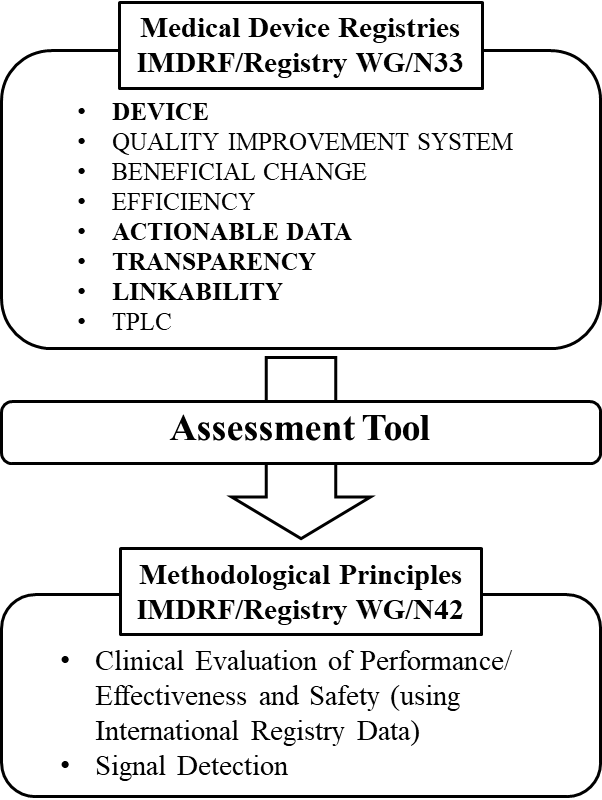 Medical Device Registries
IMDRF/Registry WG/N33
• DEVICE
• QUALITY IMPROVEMENT SYSTEM
• BENEFICIAL CHANGE
• EFFICIENCY
• ACTIONABLE DATA
• TRANSPARENCY
• LINKABILITY
• TPLC
Assessment Tool
Methodological Principles
IMDRF/Registry WG/N42
• Clinical Evaluation of Performance/
Effectiveness and Safety (using
International Registry Data)
• Signal Detection